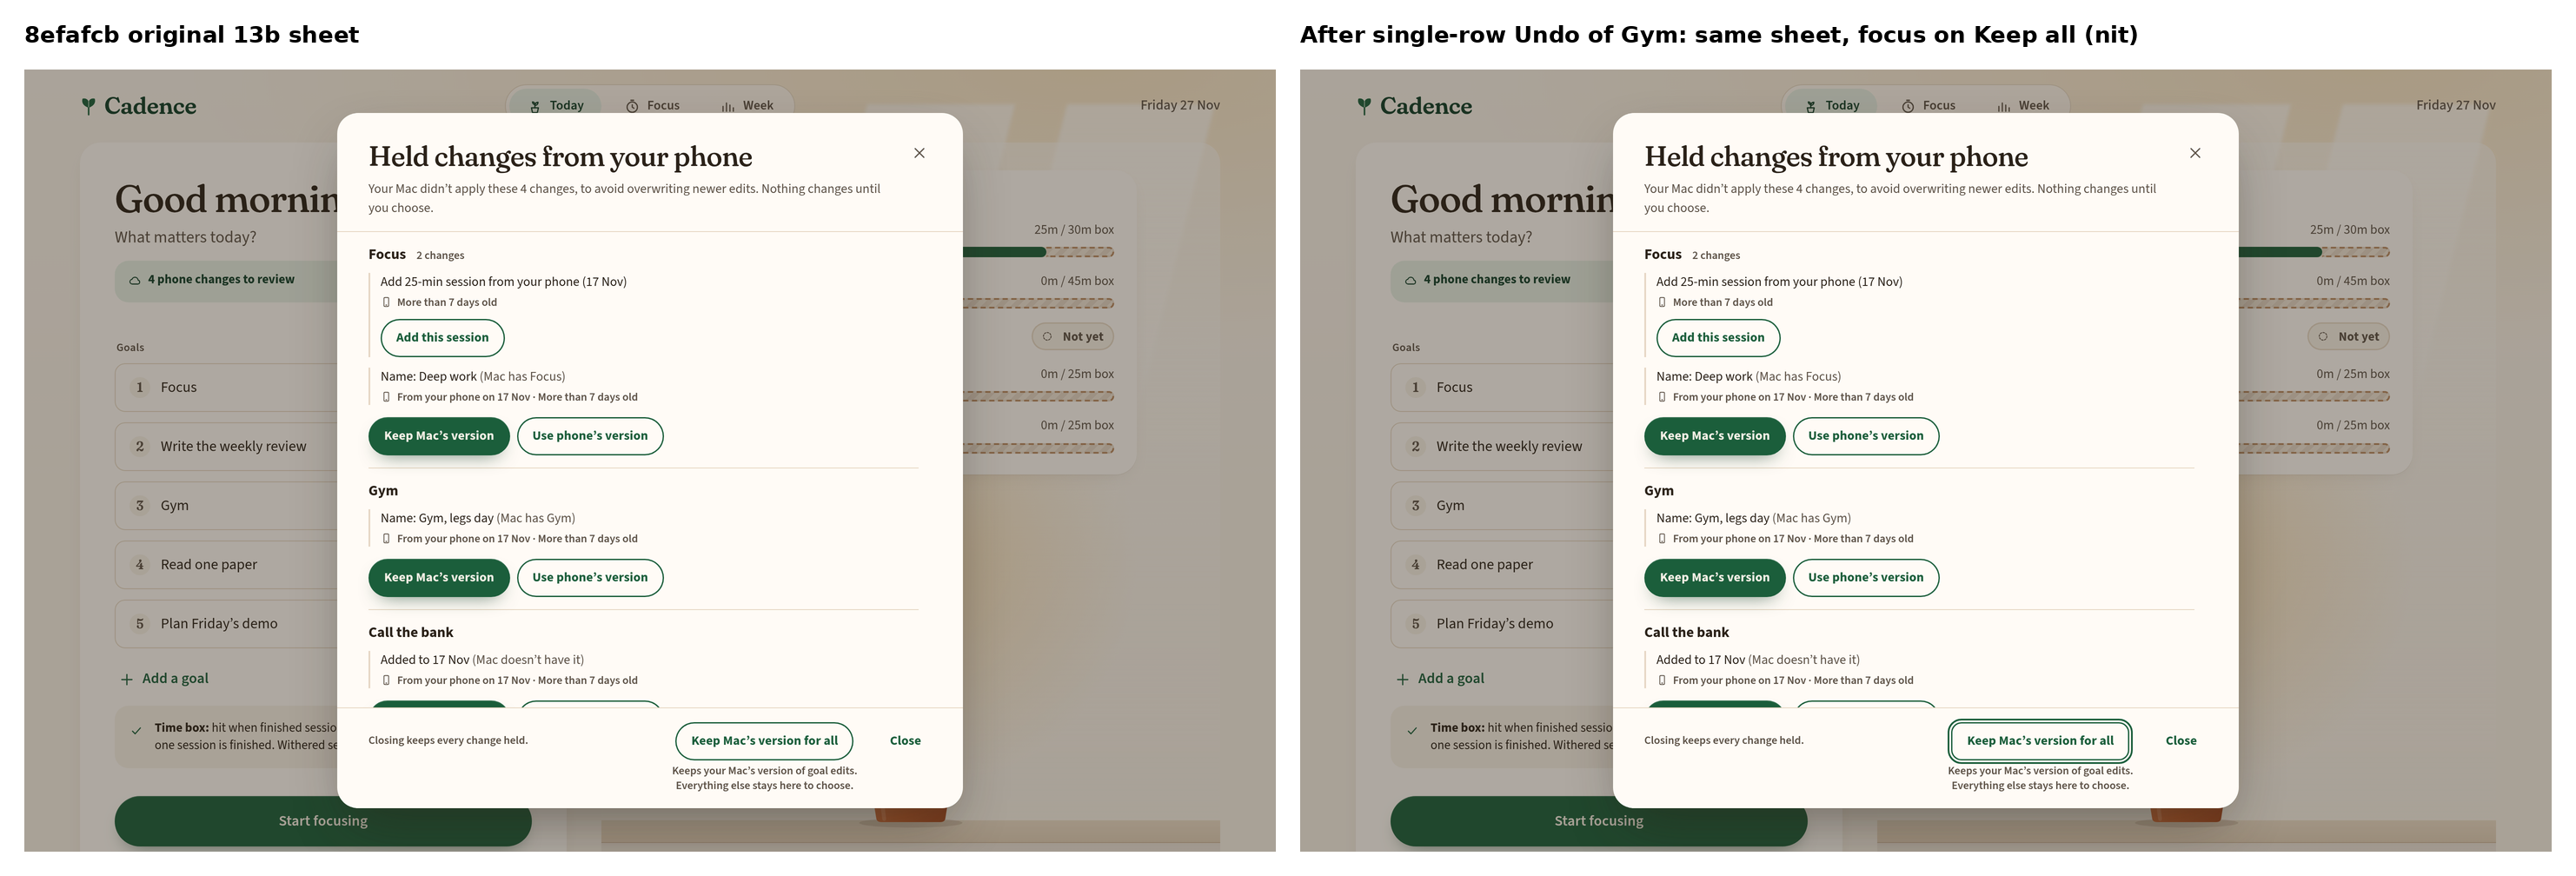 8efafcb original 13b sheet
Cadence
Today
Focus
Week
Friday 27 Nov
Good mornin
What matters today?
4 phone changes to review
Goals
1 Focus
2 Write the weekly review
3 Gym
4 Read one paper
5 Plan Friday’s demo
Add a goal
Time box: hit when finished sessio
one session is finished. Withered se
Start focusing
25m / 30m box
0m / 45m box
Not yet
0m / 25m box
0m / 25m box
Held changes from your phone
Your Mac didn’t apply these 4 changes, to avoid overwriting newer edits. Nothing changes until
you choose.
Focus 2 changes
Add 25-min session from your phone (17 Nov)
More than 7 days old
Add this session
Name: Deep work (Mac has Focus)
From your phone on 17 Nov · More than 7 days old
Keep Mac’s version Use phone’s version
Gym
Name: Gym, legs day (Mac has Gym)
From your phone on 17 Nov · More than 7 days old
Keep Mac’s version Use phone’s version
Call the bank
Added to 17 Nov (Mac doesn’t have it)
From your phone on 17 Nov · More than 7 days old
Closing keeps every change held.
Keep Mac’s version for all
Close
Keeps your Mac’s version of goal edits.
Everything else stays here to choose.
After single-row Undo of Gym: same sheet, focus on Keep all (nit)
Cadence
Today
Focus
Week
Friday 27 Nov
Good mornin
What matters today?
4 phone changes to review
Goals
1 Focus
2 Write the weekly review
3 Gym
4 Read one paper
5 Plan Friday’s demo
Add a goal
Time box: hit when finished sessio
one session is finished. Withered se
Start focusing
25m / 30m box
0m / 45m box
Not yet
0m / 25m box
0m / 25m box
Held changes from your phone
Your Mac didn’t apply these 4 changes, to avoid overwriting newer edits. Nothing changes until
you choose.
Focus 2 changes
Add 25-min session from your phone (17 Nov)
More than 7 days old
Add this session
Name: Deep work (Mac has Focus)
From your phone on 17 Nov · More than 7 days old
Keep Mac’s version Use phone’s version
Gym
Name: Gym, legs day (Mac has Gym)
From your phone on 17 Nov · More than 7 days old
Keep Mac’s version Use phone’s version
Call the bank
Added to 17 Nov (Mac doesn’t have it)
From your phone on 17 Nov · More than 7 days old
Closing keeps every change held.
Keep Mac’s version for all
Close
Keeps your Mac’s version of goal edits.
Everything else stays here to choose.